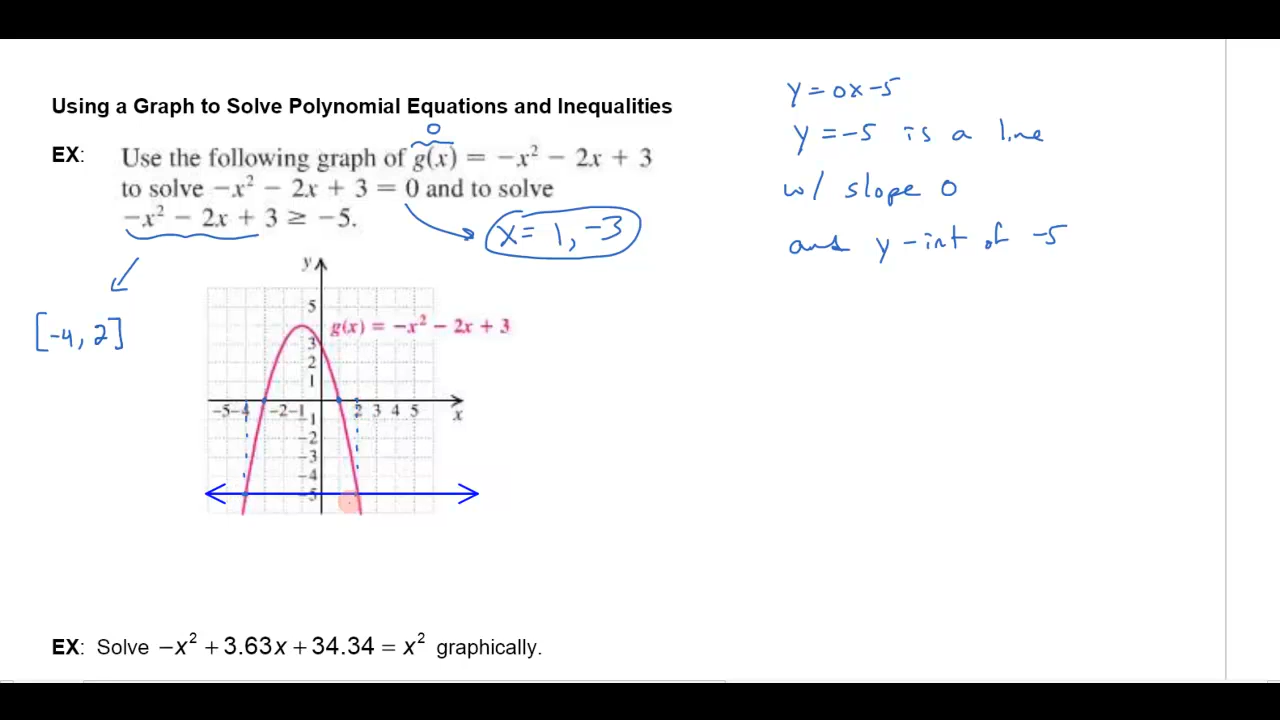 Using a Graph to Solve Polynomial Equations and Inequalities
0
EX: Use the following graph of g(x) = −x² − 2x + 3
to solve −x² − 2x + 3 = 0 and to solve
−x² − 2x + 3 ≥ −5.
x = 1, -3
[-4, 2]
y = 0x - 5
y = -5 is a line
w/ slope 0
and y-int of -5
y
5
g(x) = −x² − 2x + 3
3
2
1
−5 −4 −2 −1 2 3 4 5 x
−1
−2
−3
−4
−5
EX: Solve −x² + 3.63x + 34.34 = x² graphically.